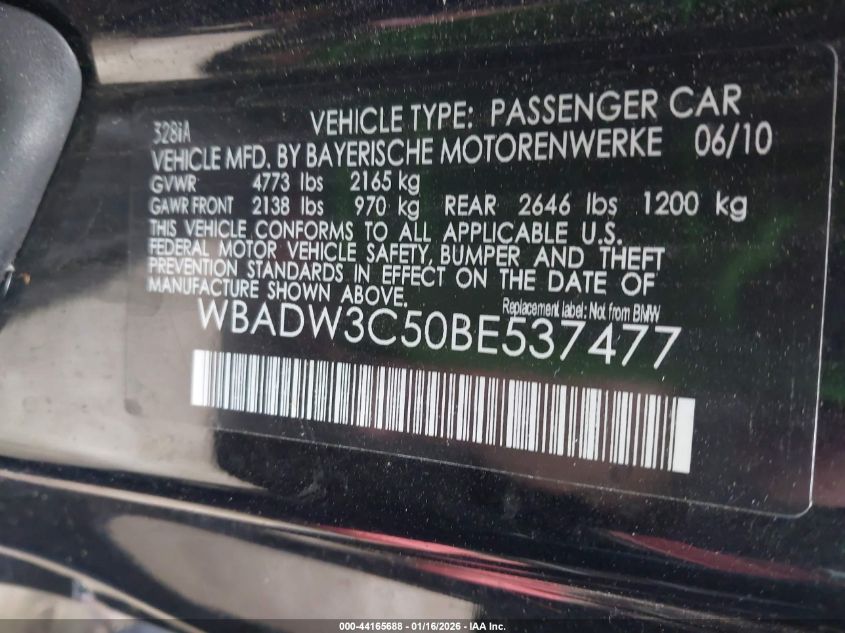 328iA VEHICLE TYPE: PASSENGER CAR
VEHICLE MFD. BY BAYERISCHE MOTORENWERKE 06/10
GVWR 4773 lbs 2165 kg
GAWR FRONT 2138 lbs 970 kg REAR 2646 lbs 1200 kg
THIS VEHICLE CONFORMS TO ALL APPLICABLE U.S.
FEDERAL MOTOR VEHICLE SAFETY, BUMPER AND THEFT
PREVENTION STANDARDS IN EFFECT ON THE DATE OF
MANUFACTURE SHOWN ABOVE.
Replacement label: Not from BMW
WBADW3C50BE537477
000-44165688 - 01/16/2026 - IAA Inc.